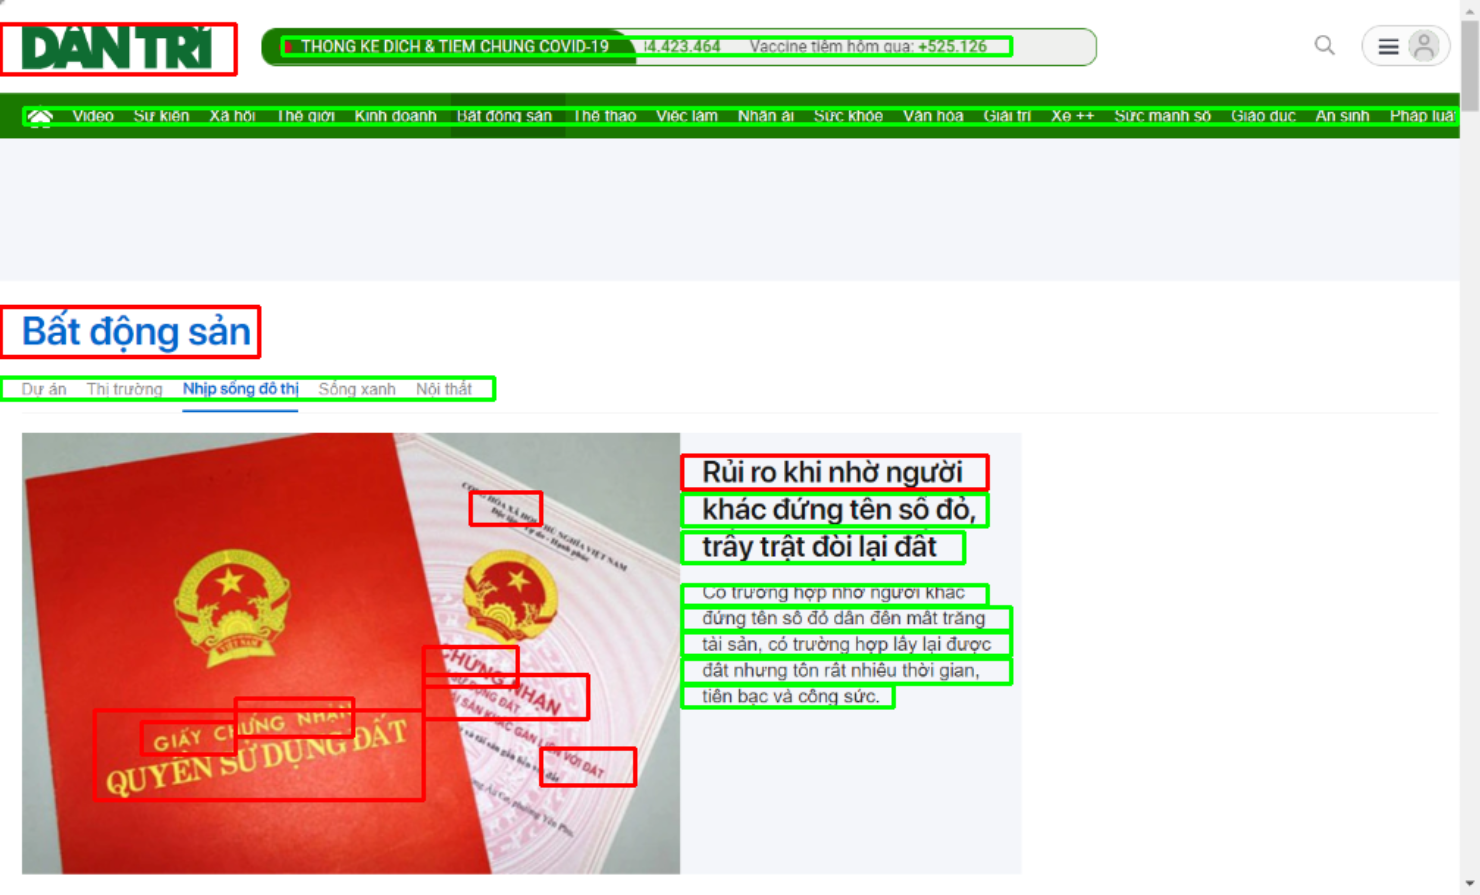 DÂN TRÍ
THỐNG KÊ DỊCH & TIÊM CHỦNG COVID-19 34.423.464 Vaccine tiêm hôm qua: +525.126
Video Sự kiện Xã hội Thế giới Kinh doanh Bất động sản Thể thao Việc làm Nhân ái Sức khỏe Văn hóa Giải trí Xe ++ Sức mạnh số Giáo dục An sinh Pháp luật
Bất động sản
Dự án Thị trường Nhịp sống đô thị Sống xanh Nội thất
Rủi ro khi nhờ người
khác đứng tên sổ đỏ,
trầy trật đòi lại đất
Có trường hợp nhờ người khác
đứng tên sổ đỏ dẫn đến mất trắng
tài sản, có trường hợp lấy lại được
đất nhưng tốn rất nhiều thời gian,
tiền bạc và công sức.
CỘNG HÒA XÃ HỘI CHỦ NGHĨA VIỆT NAM
Độc lập - Tự do - Hạnh phúc
CHỨNG NHẬN
SỬ DỤNG ĐẤT
TÀI SẢN KHÁC GẮN LIỀN VỚI ĐẤT
VIỆT NAM
GIẤY CHỨNG NHẬN
QUYỀN SỬ DỤNG ĐẤT